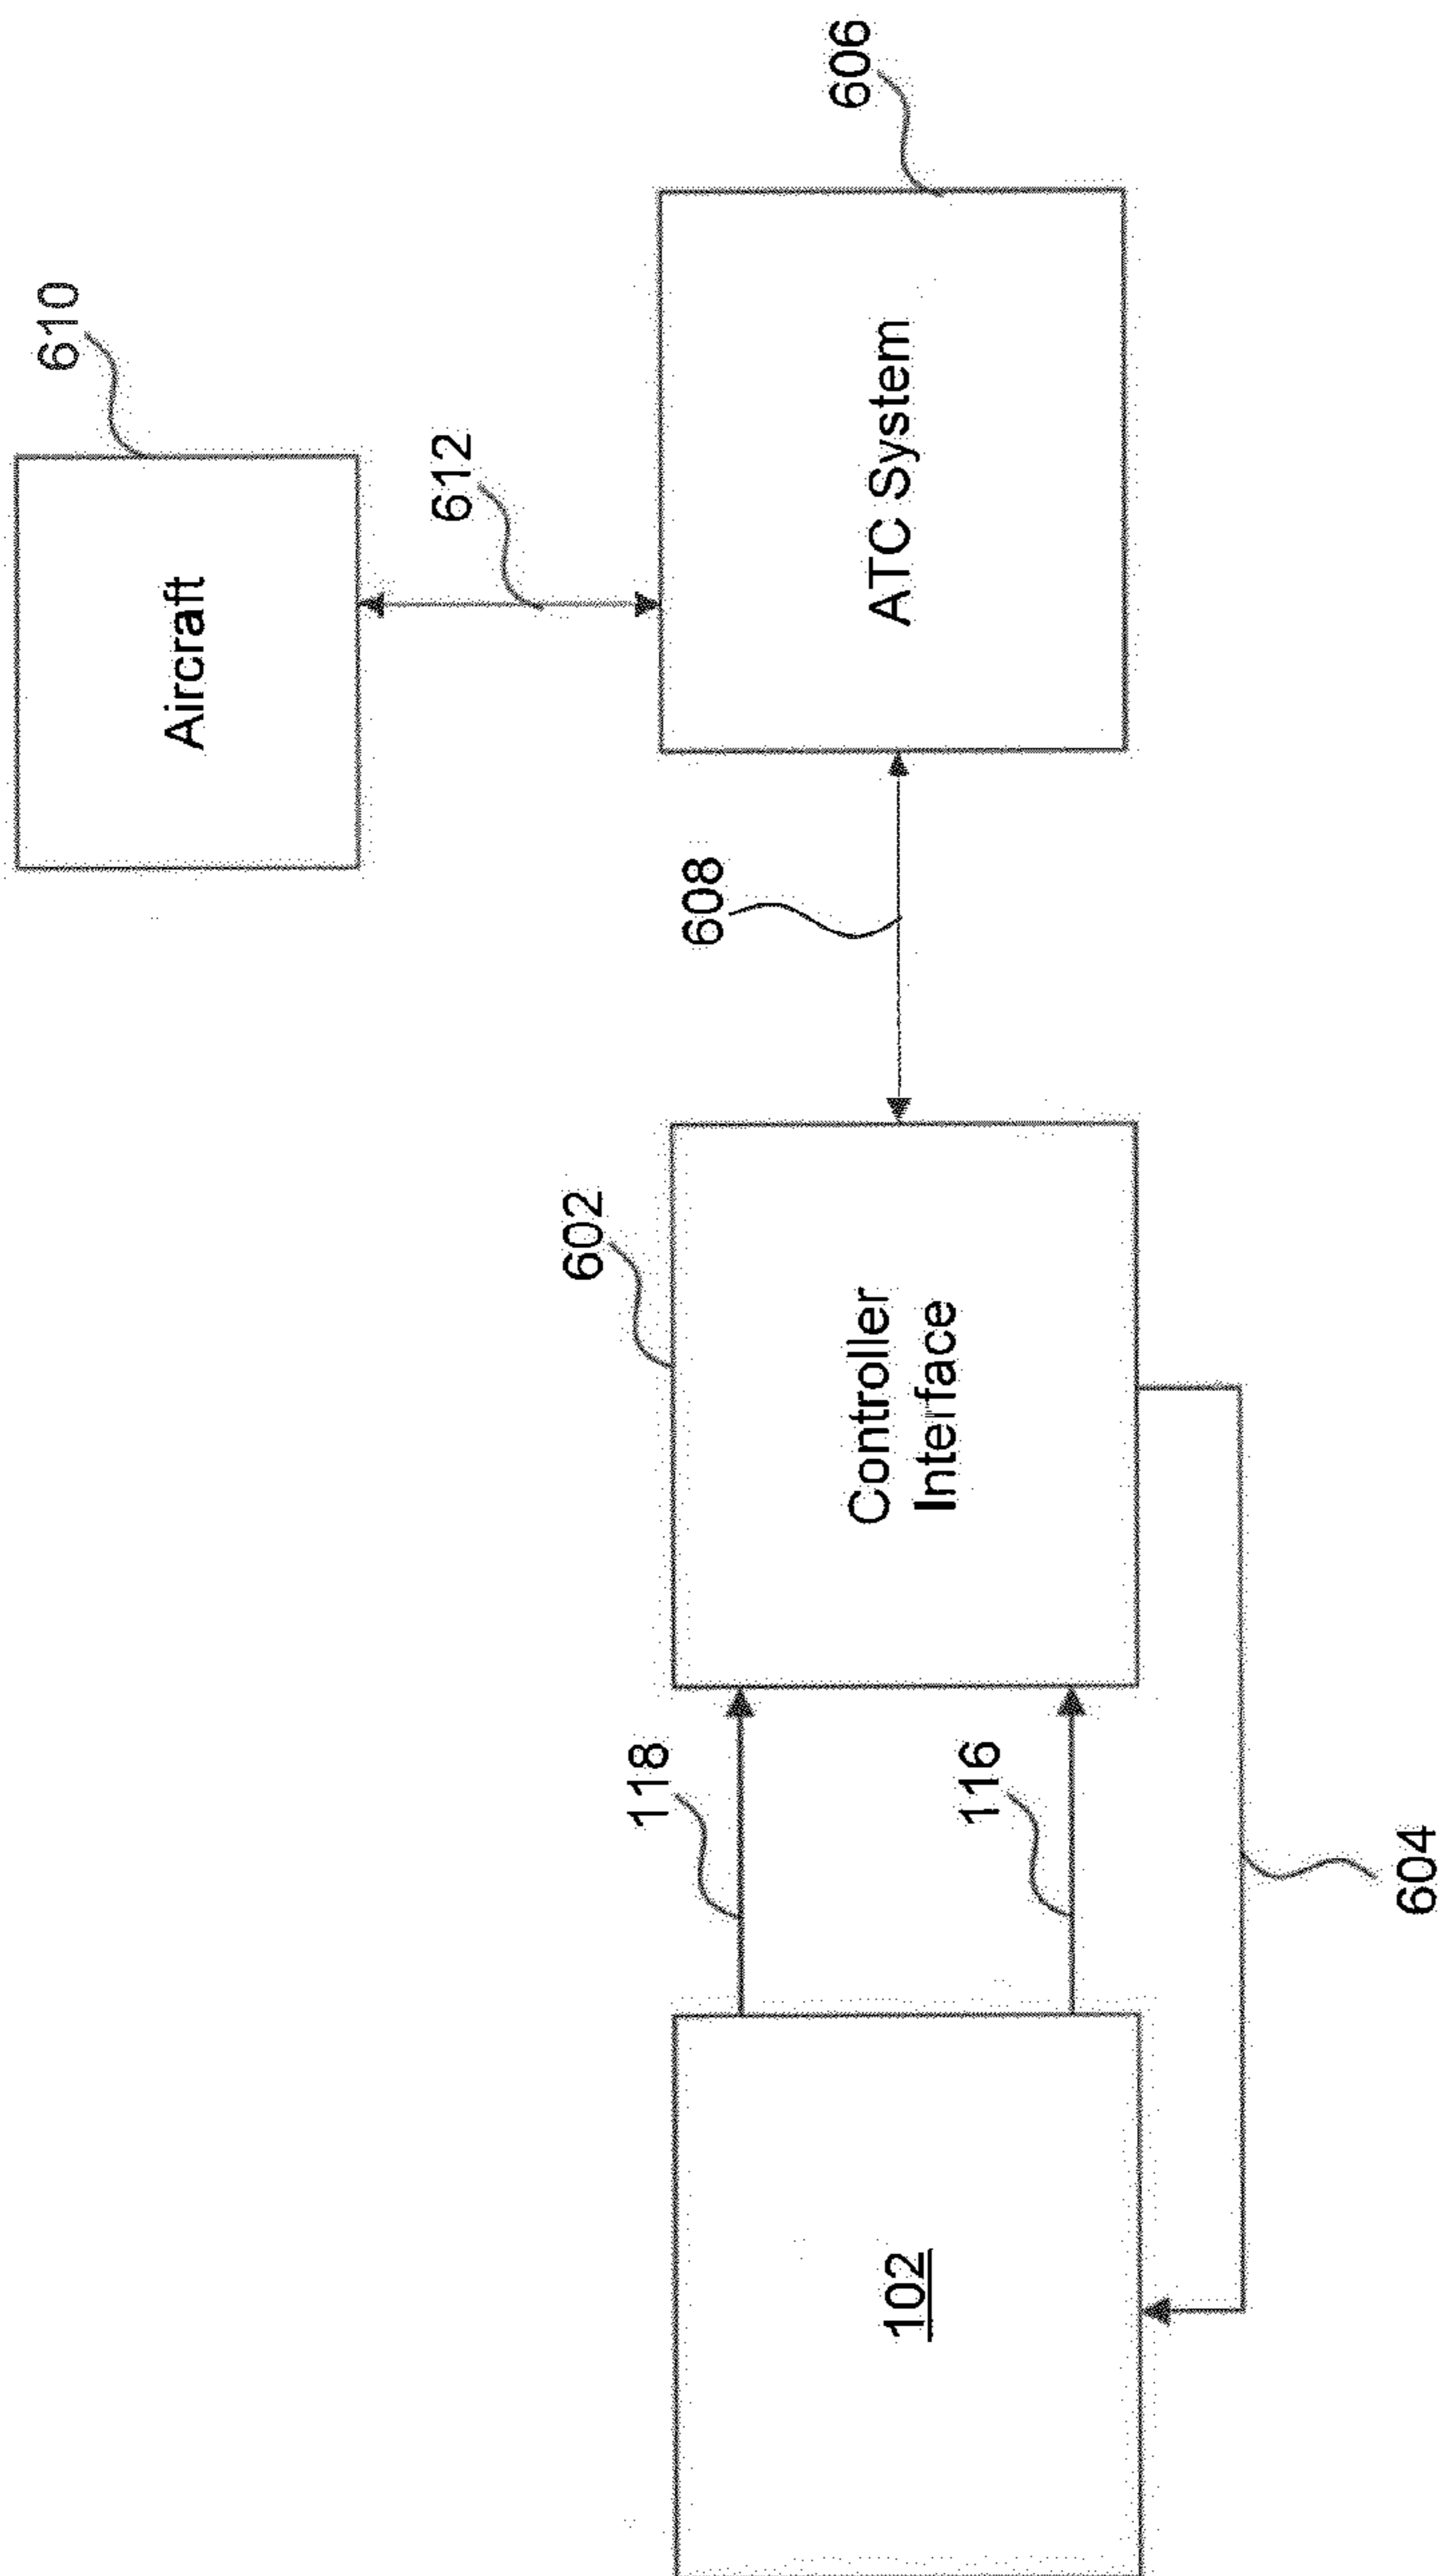 610
Aircraft
612
606
ATC System
608
602
Controller
Interface
118
116
102
604